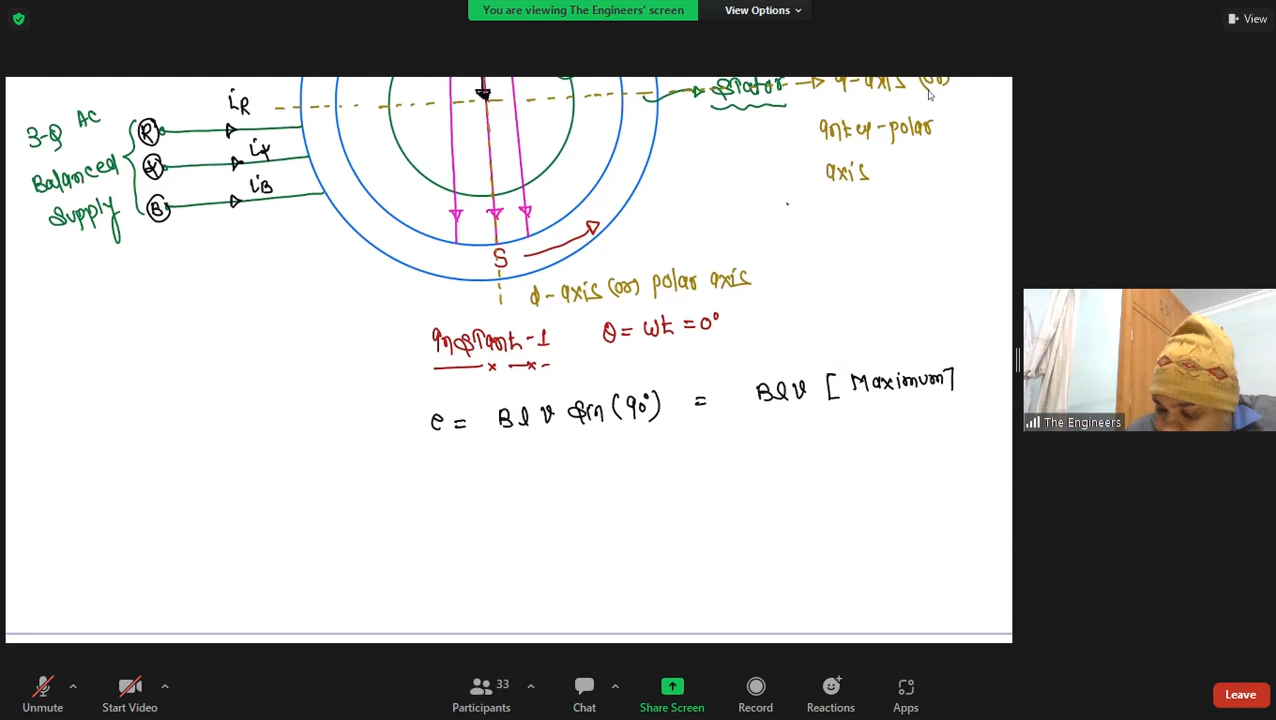 You are viewing The Engineers' screen
View Options
View
iR
Stator
q-axis (or)
inter-polar
axis
3-Φ AC
Balanced
Supply
R
Y
B
iY
iB
S
d-axis (or) polar axis
Instant-1 θ = ωt = 0°
e = B l v Sin (90°) = B l v [Maximum]
The Engineers
Unmute
Start Video
33
Participants
Chat
Share Screen
Record
Reactions
Apps
Leave